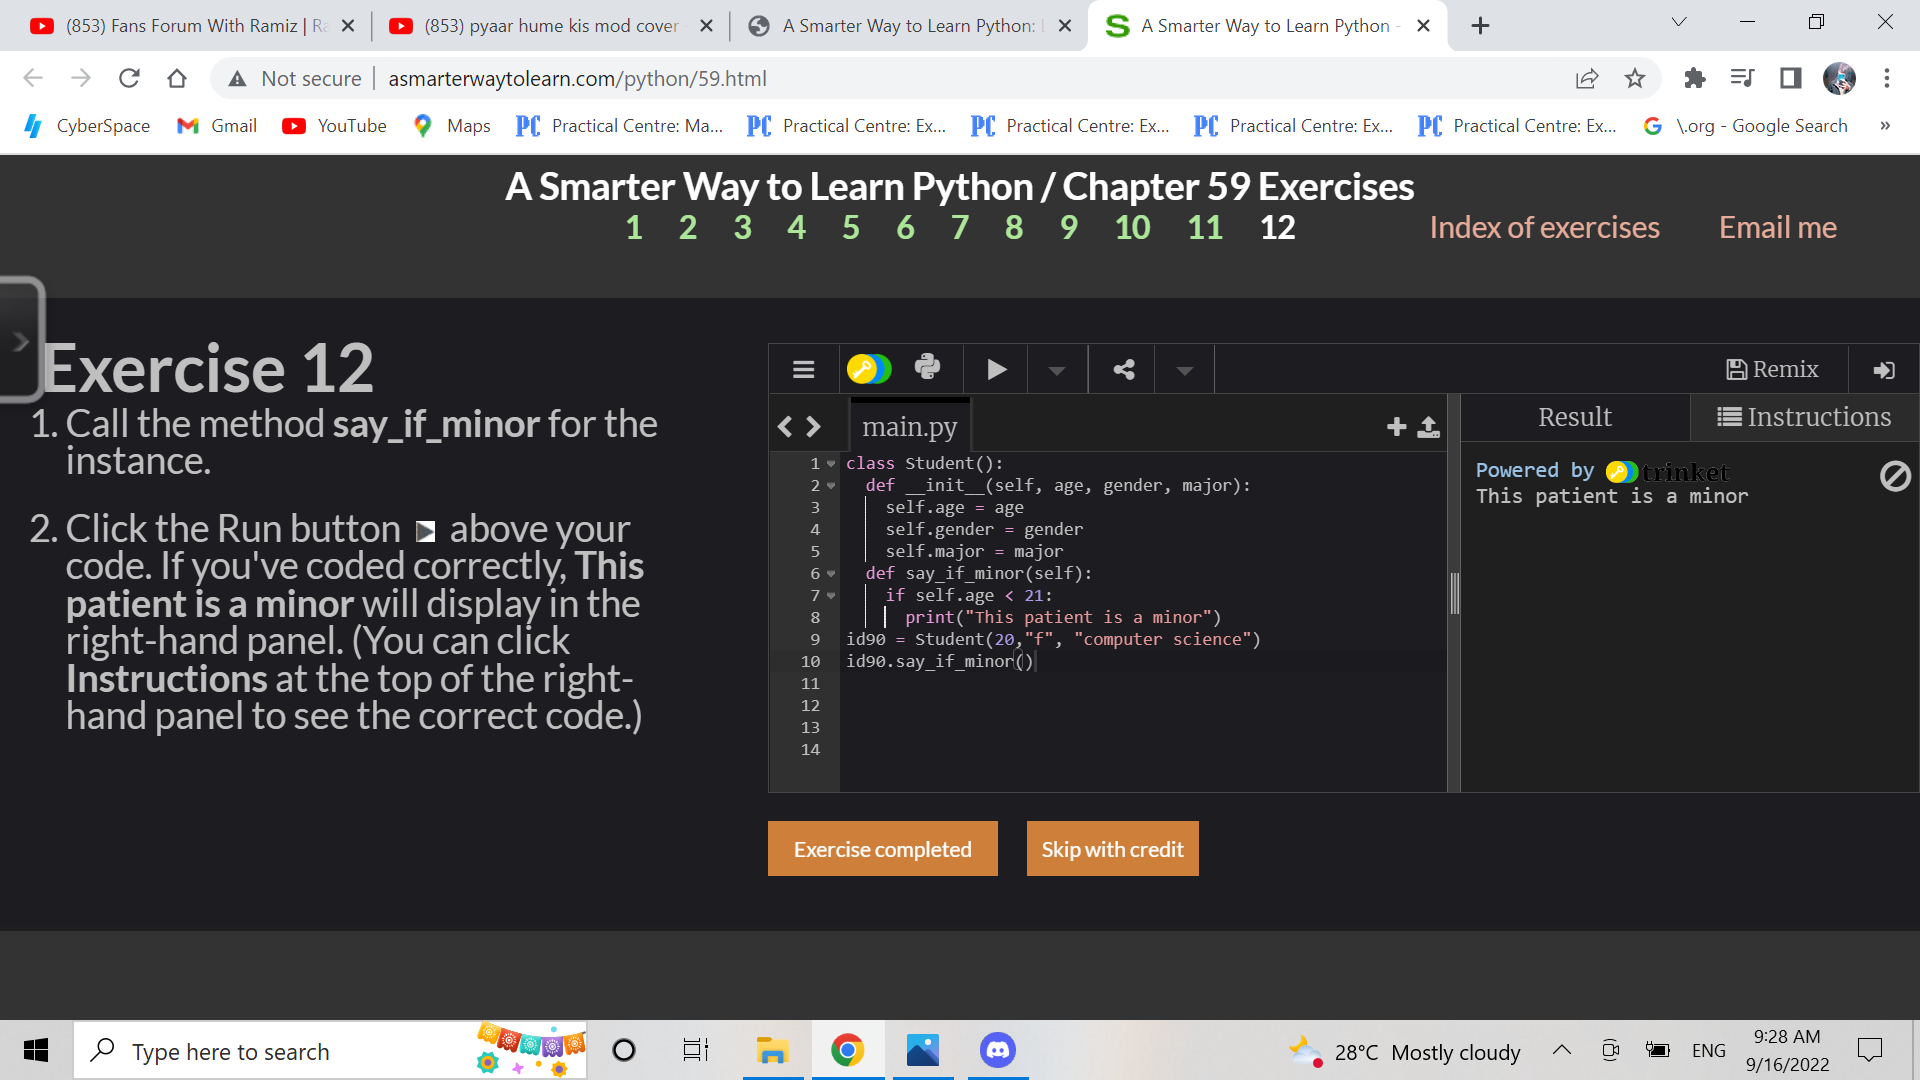 (853) Fans Forum With Ramiz | Ra
(853) pyaar hume kis mod cover
A Smarter Way to Learn Python:
A Smarter Way to Learn Python -
Not secure
asmarterwaytolearn.com/python/59.html
CyberSpace
Gmail
YouTube
Maps
PC Practical Centre: Ma...
PC Practical Centre: Ex...
PC Practical Centre: Ex...
PC Practical Centre: Ex...
PC Practical Centre: Ex...
\.org - Google Search
»
A Smarter Way to Learn Python / Chapter 59 Exercises
1 2 3 4 5 6 7 8 9 10 11 12
Index of exercises
Email me
Exercise 12
1. Call the method say_if_minor for the
instance.
2. Click the Run button above your
code. If you've coded correctly, This
patient is a minor will display in the
right-hand panel. (You can click
Instructions at the top of the right-
hand panel to see the correct code.)
Remix
main.py
Result
Instructions
1 class Student():
2 def __init__(self, age, gender, major):
3 self.age = age
4 self.gender = gender
5 self.major = major
6 def say_if_minor(self):
7 if self.age < 21:
8 print("This patient is a minor")
9 id90 = Student(20,"f", "computer science")
10 id90.say_if_minor()
11
12
13
14
Powered by trinket
This patient is a minor
Exercise completed
Skip with credit
Type here to search
28°C Mostly cloudy
ENG
9:28 AM
9/16/2022